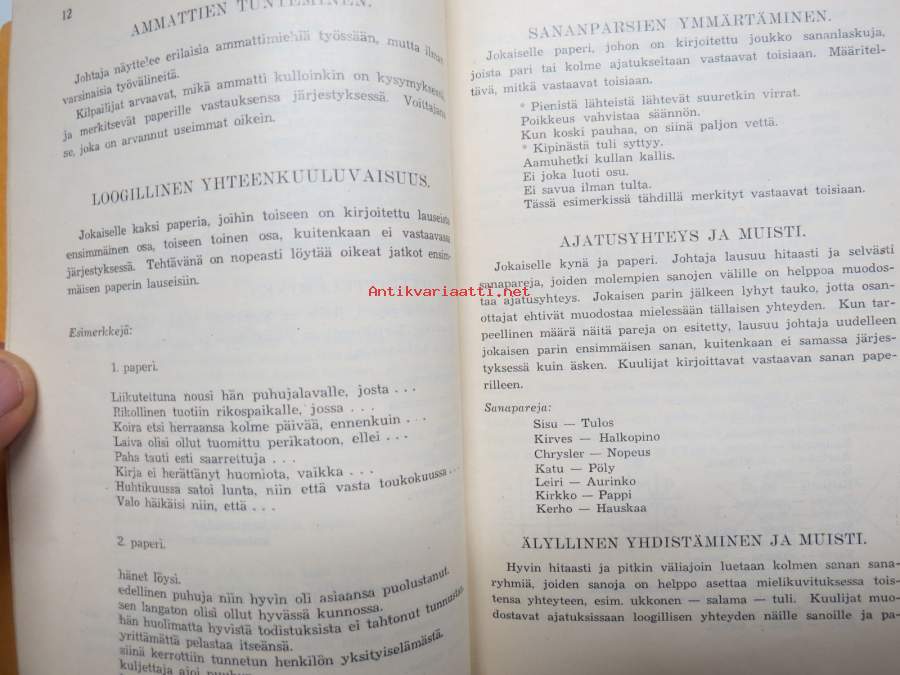 12
AMMATTIEN TUNTEMINEN.
Johtaja näyttelee erilaisia ammattimiehiä työssään, mutta ilman
varsinaisia työvälineitä.
Kilpailijat arvaavat, mikä ammatti kulloinkin on kysymyksessä
ja merkitsevät paperille vastauksensa järjestyksessä. Voittajana
se, joka on arvannut useimmat oikein.
LOOGILLINEN YHTEENKUULUVAISUUS.
Jokaiselle kaksi paperia, joihin toiseen on kirjoitettu lauseista
ensimmäinen osa, toiseen toinen osa, kuitenkaan ei vastaavassa
järjestyksessä. Tehtävänä on nopeasti löytää oikeat jatkot ensim-
mäisen paperin lauseisiin.
Esimerkkejä:
1. paperi.
Liikutettuna nousi hän puhujalavalle, josta . . .
Rikollinen tuotiin rikospaikalle, jossa . . .
Koira etsi herraansa kolme päivää, ennenkuin . . .
Laiva olisi ollut tuomittu perikatoon, ellei . . .
Paha tauti esti saarrettuja . . .
Kirja ei herättänyt huomiota, vaikka . . .
Huhtikuussa satoi lunta, niin että vasta toukokuussa . . .
Valo häikäisi niin, että . . .
2. paperi.
hänet löysi.
edellinen puhuja niin hyvin oli asiaansa puolustanut.
sen langaton olisi ollut hyvässä kunnossa.
hän huolimatta hyvistä todistuksista ei tahtonut
yrittämättä pelastaa itseänsä.
siinä kerrottiin tunnetun henkilön yksityiselämästä.
kuljettaja ajoi
SANANPARSIEN YMMÄRTÄMINEN.
Jokaiselle paperi, johon on kirjoitettu joukko sananlaskuja,
joista pari tai kolme ajatukseltaan vastaavat toisiaan. Määritel-
tävä, mitkä vastaavat toisiaan.
* Pienistä lähteistä lähtevät suuretkin virrat.
Poikkeus vahvistaa säännön.
Kun koski pauhaa, on siinä paljon vettä.
* Kipinästä tuli syttyy.
Aamuhetki kullan kallis.
Ei joka luoti osu.
Ei savua ilman tulta.
Tässä esimerkissä tähdillä merkityt vastaavat toisiaan.
AJATUSYHTEYS JA MUISTI.
Jokaiselle kynä ja paperi. Johtaja lausuu hitaasti ja selvästi
sanapareja, joiden molempien sanojen välille on helppoa muodos-
taa ajatusyhteys. Jokaisen parin jälkeen lyhyt tauko, jotta osan-
ottajat ehtivät muodostaa mielessään tällaisen yhteyden. Kun tar-
peellinen määrä näitä pareja on esitetty, lausuu johtaja uudelleen
jokaisen parin ensimmäisen sanan, kuitenkaan ei samassa järjes-
tyksessä kuin äsken. Kuulijat kirjoittavat vastaavan sanan pape-
rilleen.
Sanapareja:
Sisu — Tulos
Kirves — Halkopino
Chrysler — Nopeus
Katu — Pöly
Leiri — Aurinko
Kirkko — Pappi
Kerho — Hauskaa
ÄLYLLINEN YHDISTÄMINEN JA MUISTI.
Hyvin hitaasti ja pitkin väliajoin luetaan kolmen sanan sana-
ryhmiä, joiden sanoja on helppo asettaa mielikuvituksessa tois-
tensa yhteyteen, esim. ukkonen — salama — tuli. Kuulijat muo-
dostavat ajatuksissaan loogillisen yhteyden näille sanoille ja pa-
Antikvariaatti.net